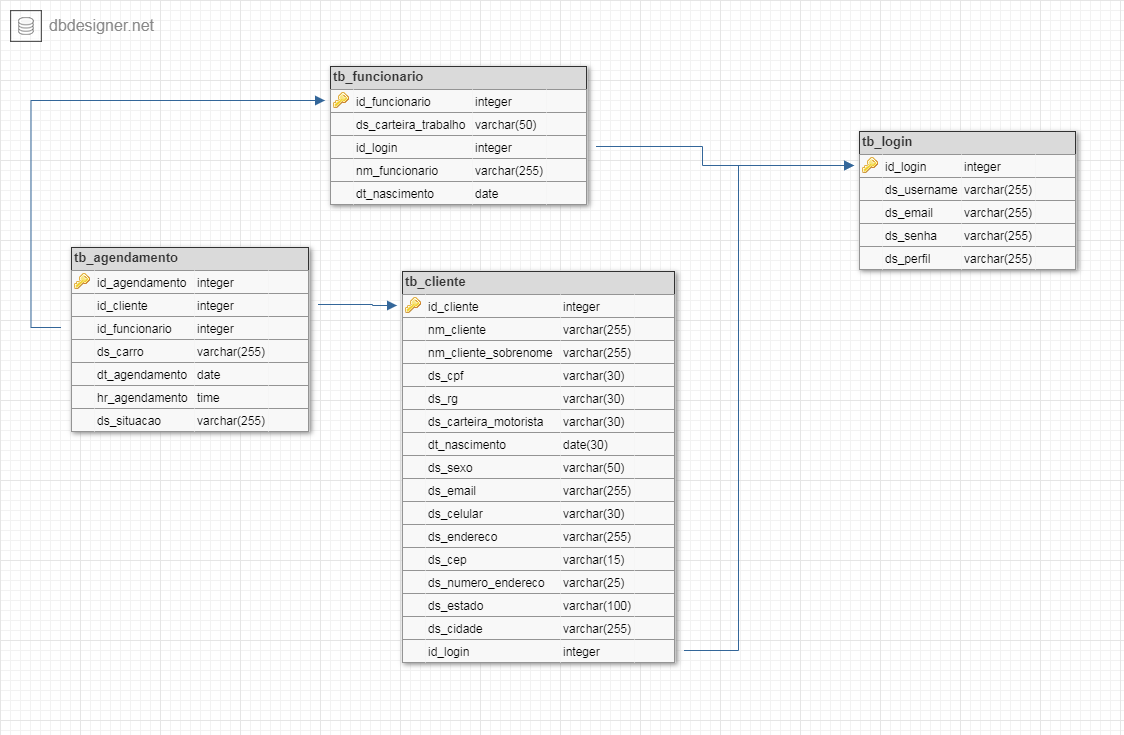 dbdesigner.net
tb_funcionario
id_funcionario integer
ds_carteira_trabalho varchar(50)
id_login integer
nm_funcionario varchar(255)
dt_nascimento date
tb_login
id_login integer
ds_username varchar(255)
ds_email varchar(255)
ds_senha varchar(255)
ds_perfil varchar(255)
tb_agendamento
id_agendamento integer
id_cliente integer
id_funcionario integer
ds_carro varchar(255)
dt_agendamento date
hr_agendamento time
ds_situacao varchar(255)
tb_cliente
id_cliente integer
nm_cliente varchar(255)
nm_cliente_sobrenome varchar(255)
ds_cpf varchar(30)
ds_rg varchar(30)
ds_carteira_motorista varchar(30)
dt_nascimento date(30)
ds_sexo varchar(50)
ds_email varchar(255)
ds_celular varchar(30)
ds_endereco varchar(255)
ds_cep varchar(15)
ds_numero_endereco varchar(25)
ds_estado varchar(100)
ds_cidade varchar(255)
id_login integer